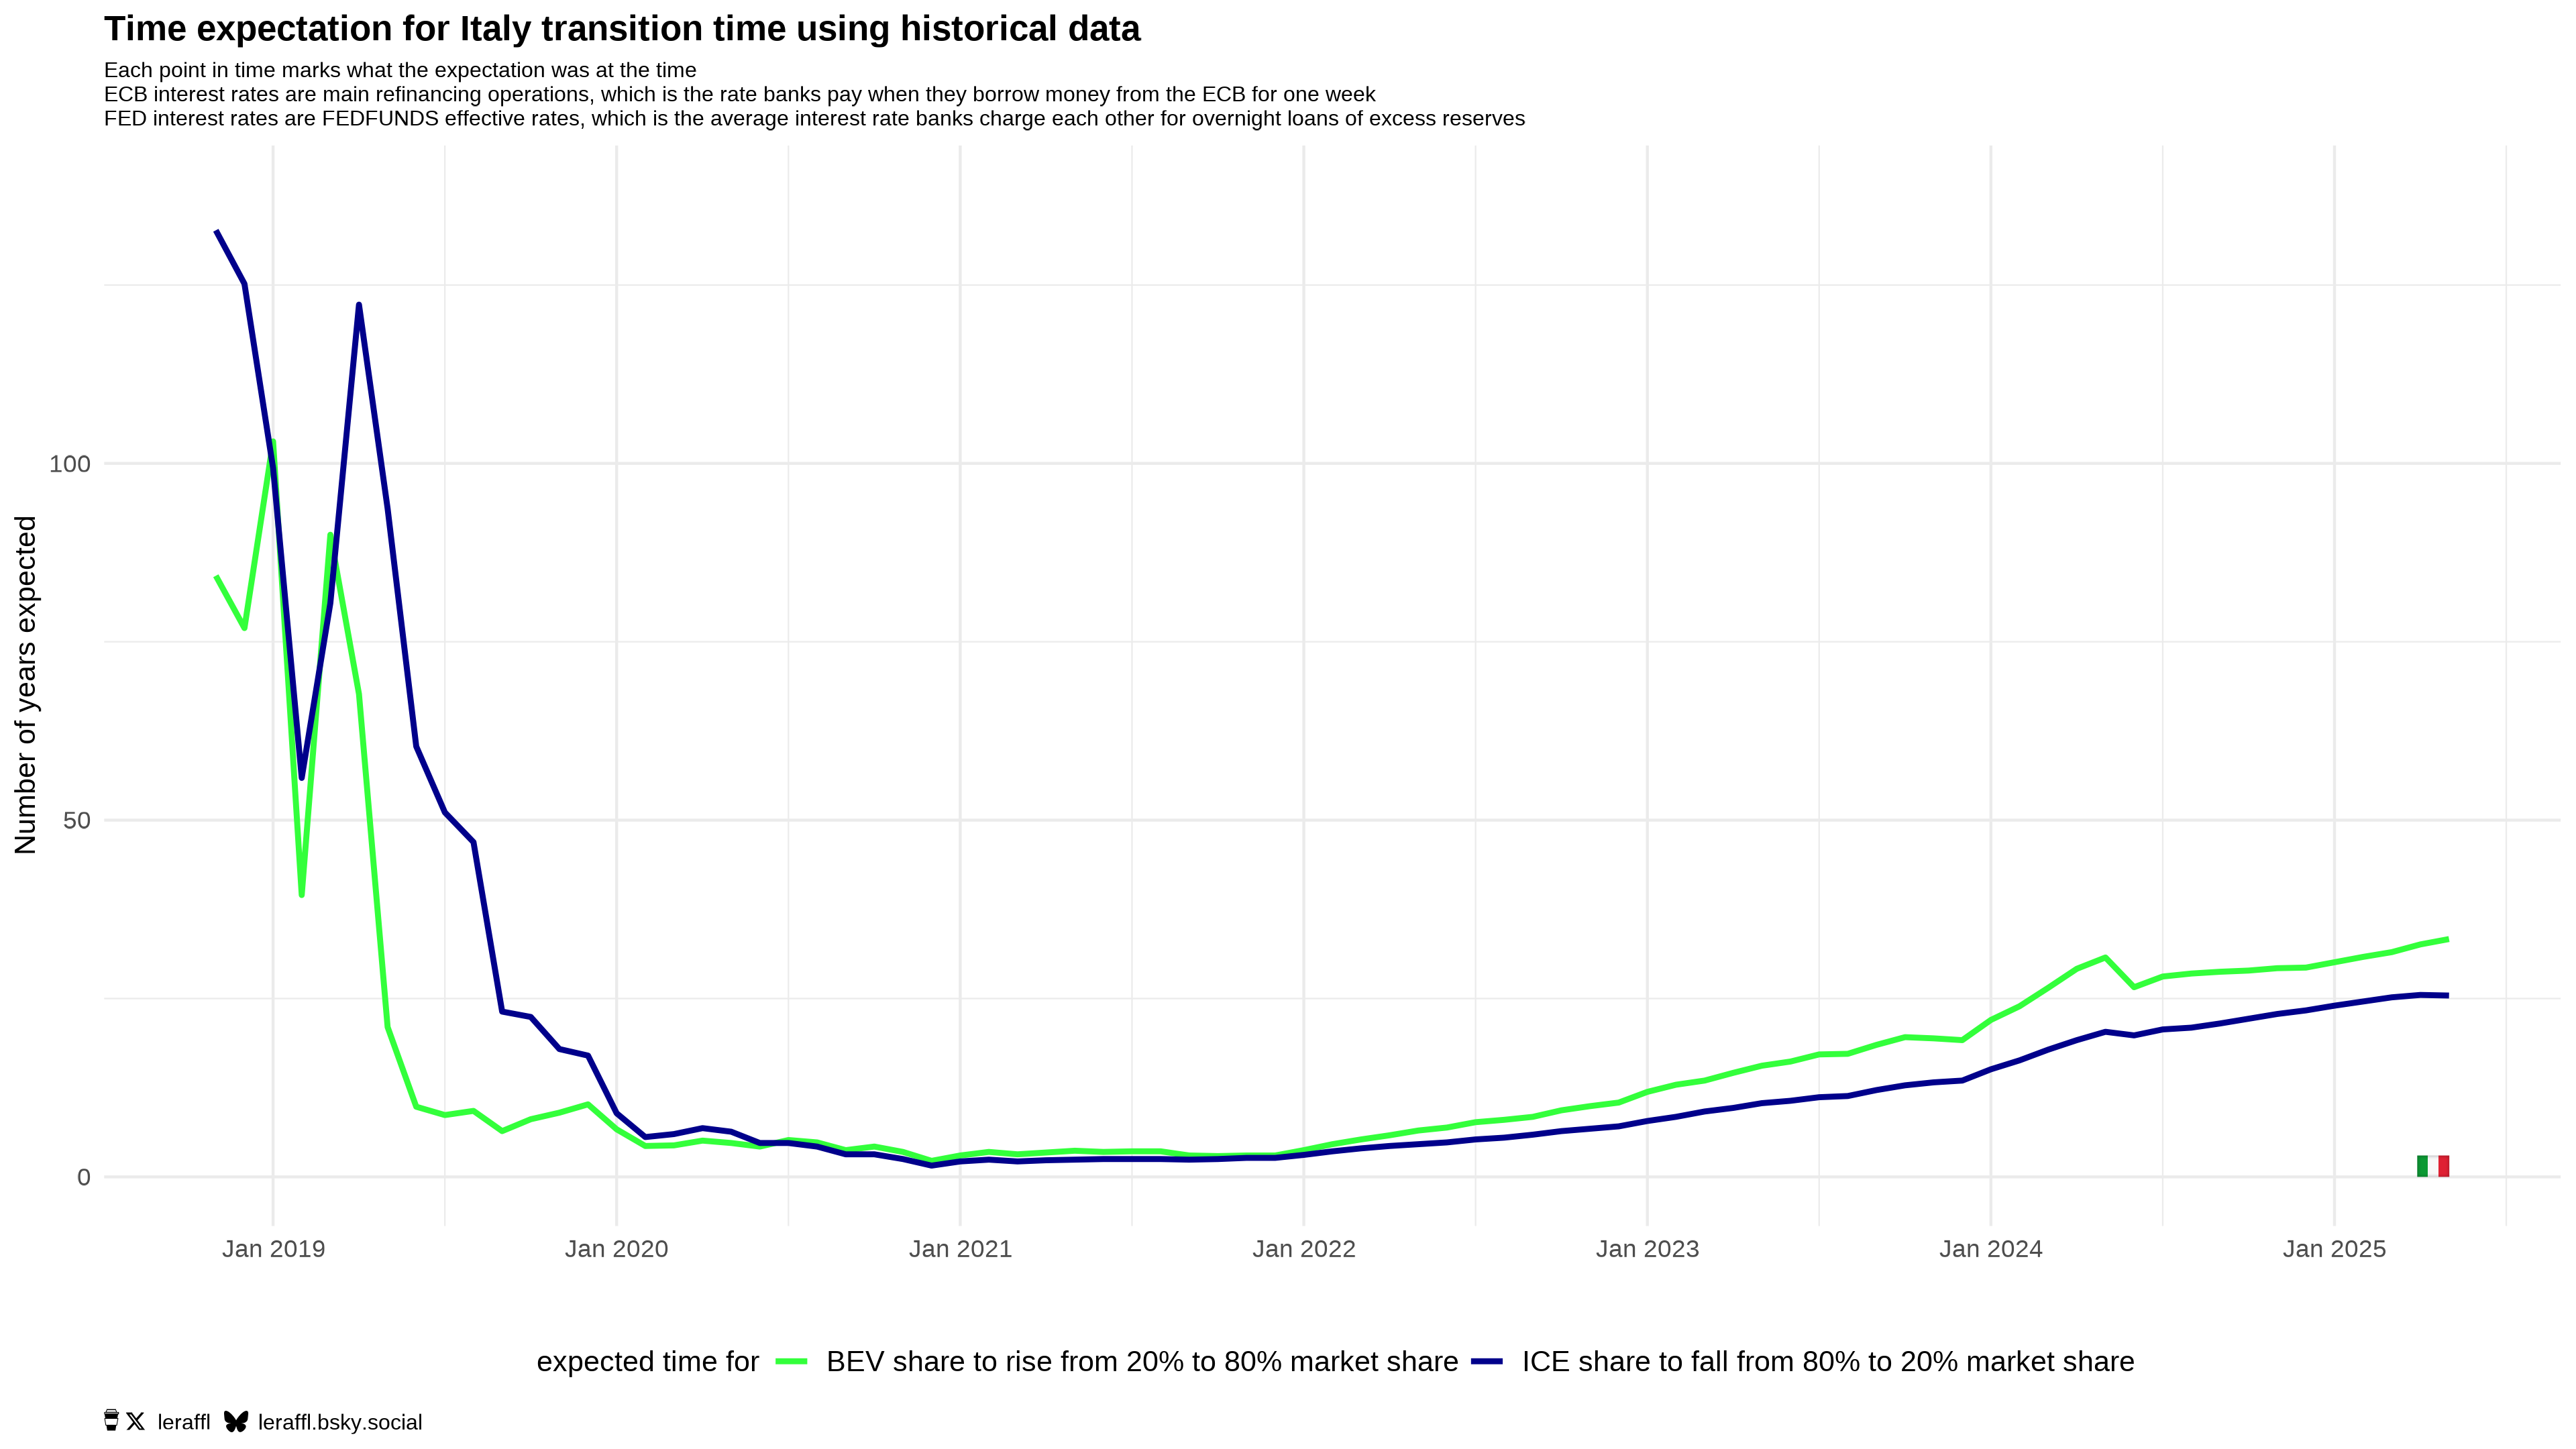 Time expectation for Italy transition time using historical data
Each point in time marks what the expectation was at the time
ECB interest rates are main refinancing operations, which is the rate banks pay when they borrow money from the ECB for one week
FED interest rates are FEDFUNDS effective rates, which is the average interest rate banks charge each other for overnight loans of excess reserves
Number of years expected
100
50
0
Jan 2019
Jan 2020
Jan 2021
Jan 2022
Jan 2023
Jan 2024
Jan 2025
expected time for BEV share to rise from 20% to 80% market share ICE share to fall from 80% to 20% market share
leraffl leraffl.bsky.social